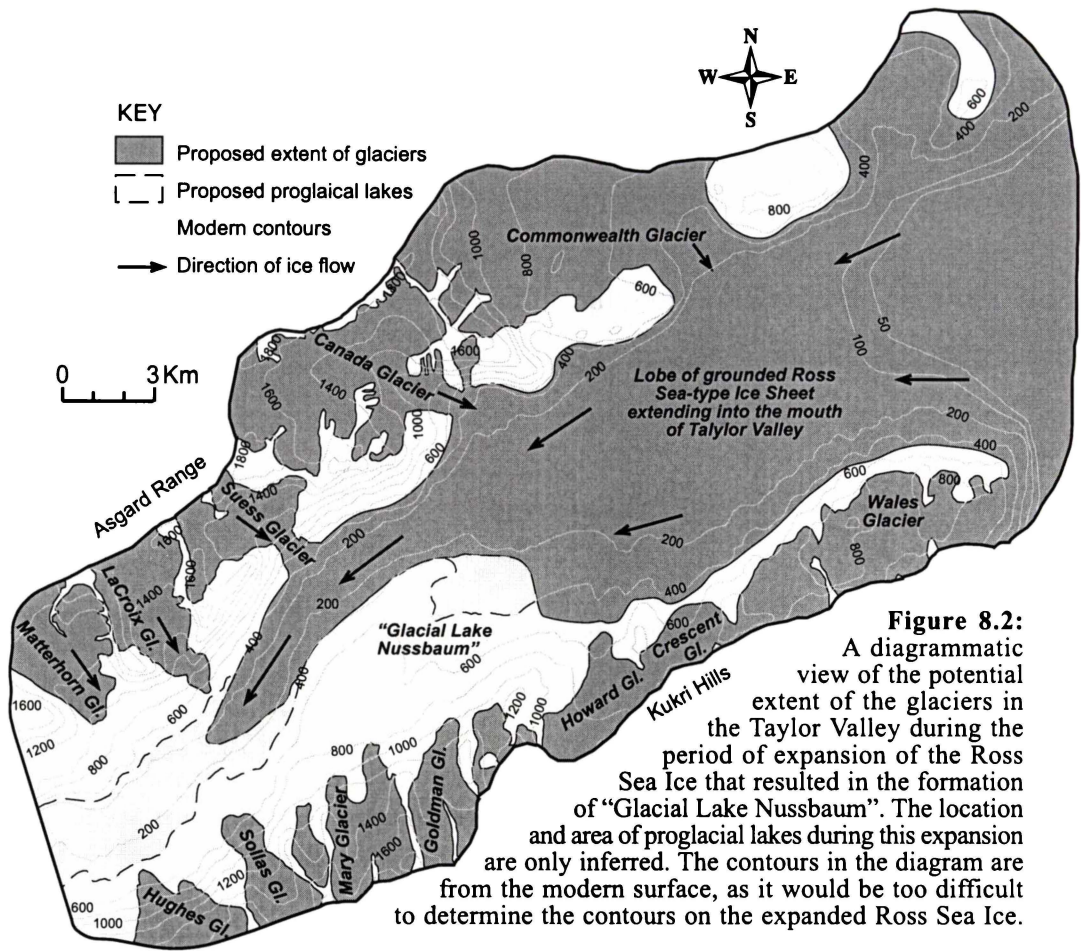 N
W E
S
KEY
Proposed extent of glaciers
Proposed proglaical lakes
Modern contours
Direction of ice flow
0 3 Km
600
400
200
400
800
Commonwealth Glacier
1000
800
600
1800
1800
Canada Glacier
1600
400
200
50
100
1600
1400
1000
600
Lobe of grounded Ross
Sea-type Ice Sheet
extending into the mouth
of Talylor Valley
200
400
600
800
Wales
Glacier
800
1800
Asgard Range
1400
Suess Glacier
200
200
1600
1600
LaCroix Gl.
1400
200
400
Matterhorn Gl.
400
"Glacial Lake
Nussbaum"
600
400
600
Crescent
Gl.
Howard Gl.
Kukri Hills
1600
1200
800
600
1200
1000
800
1000
200
Sollas Gl.
Mary Glacier
1400
1600
Goldman Gl.
1200
Hughes Gl.
600
1000
Figure 8.2:
A diagrammatic
view of the potential
extent of the glaciers in
the Taylor Valley during the
period of expansion of the Ross
Sea Ice that resulted in the formation
of "Glacial Lake Nussbaum". The location
and area of proglacial lakes during this expansion
are only inferred. The contours in the diagram are
from the modern surface, as it would be too difficult
to determine the contours on the expanded Ross Sea Ice.